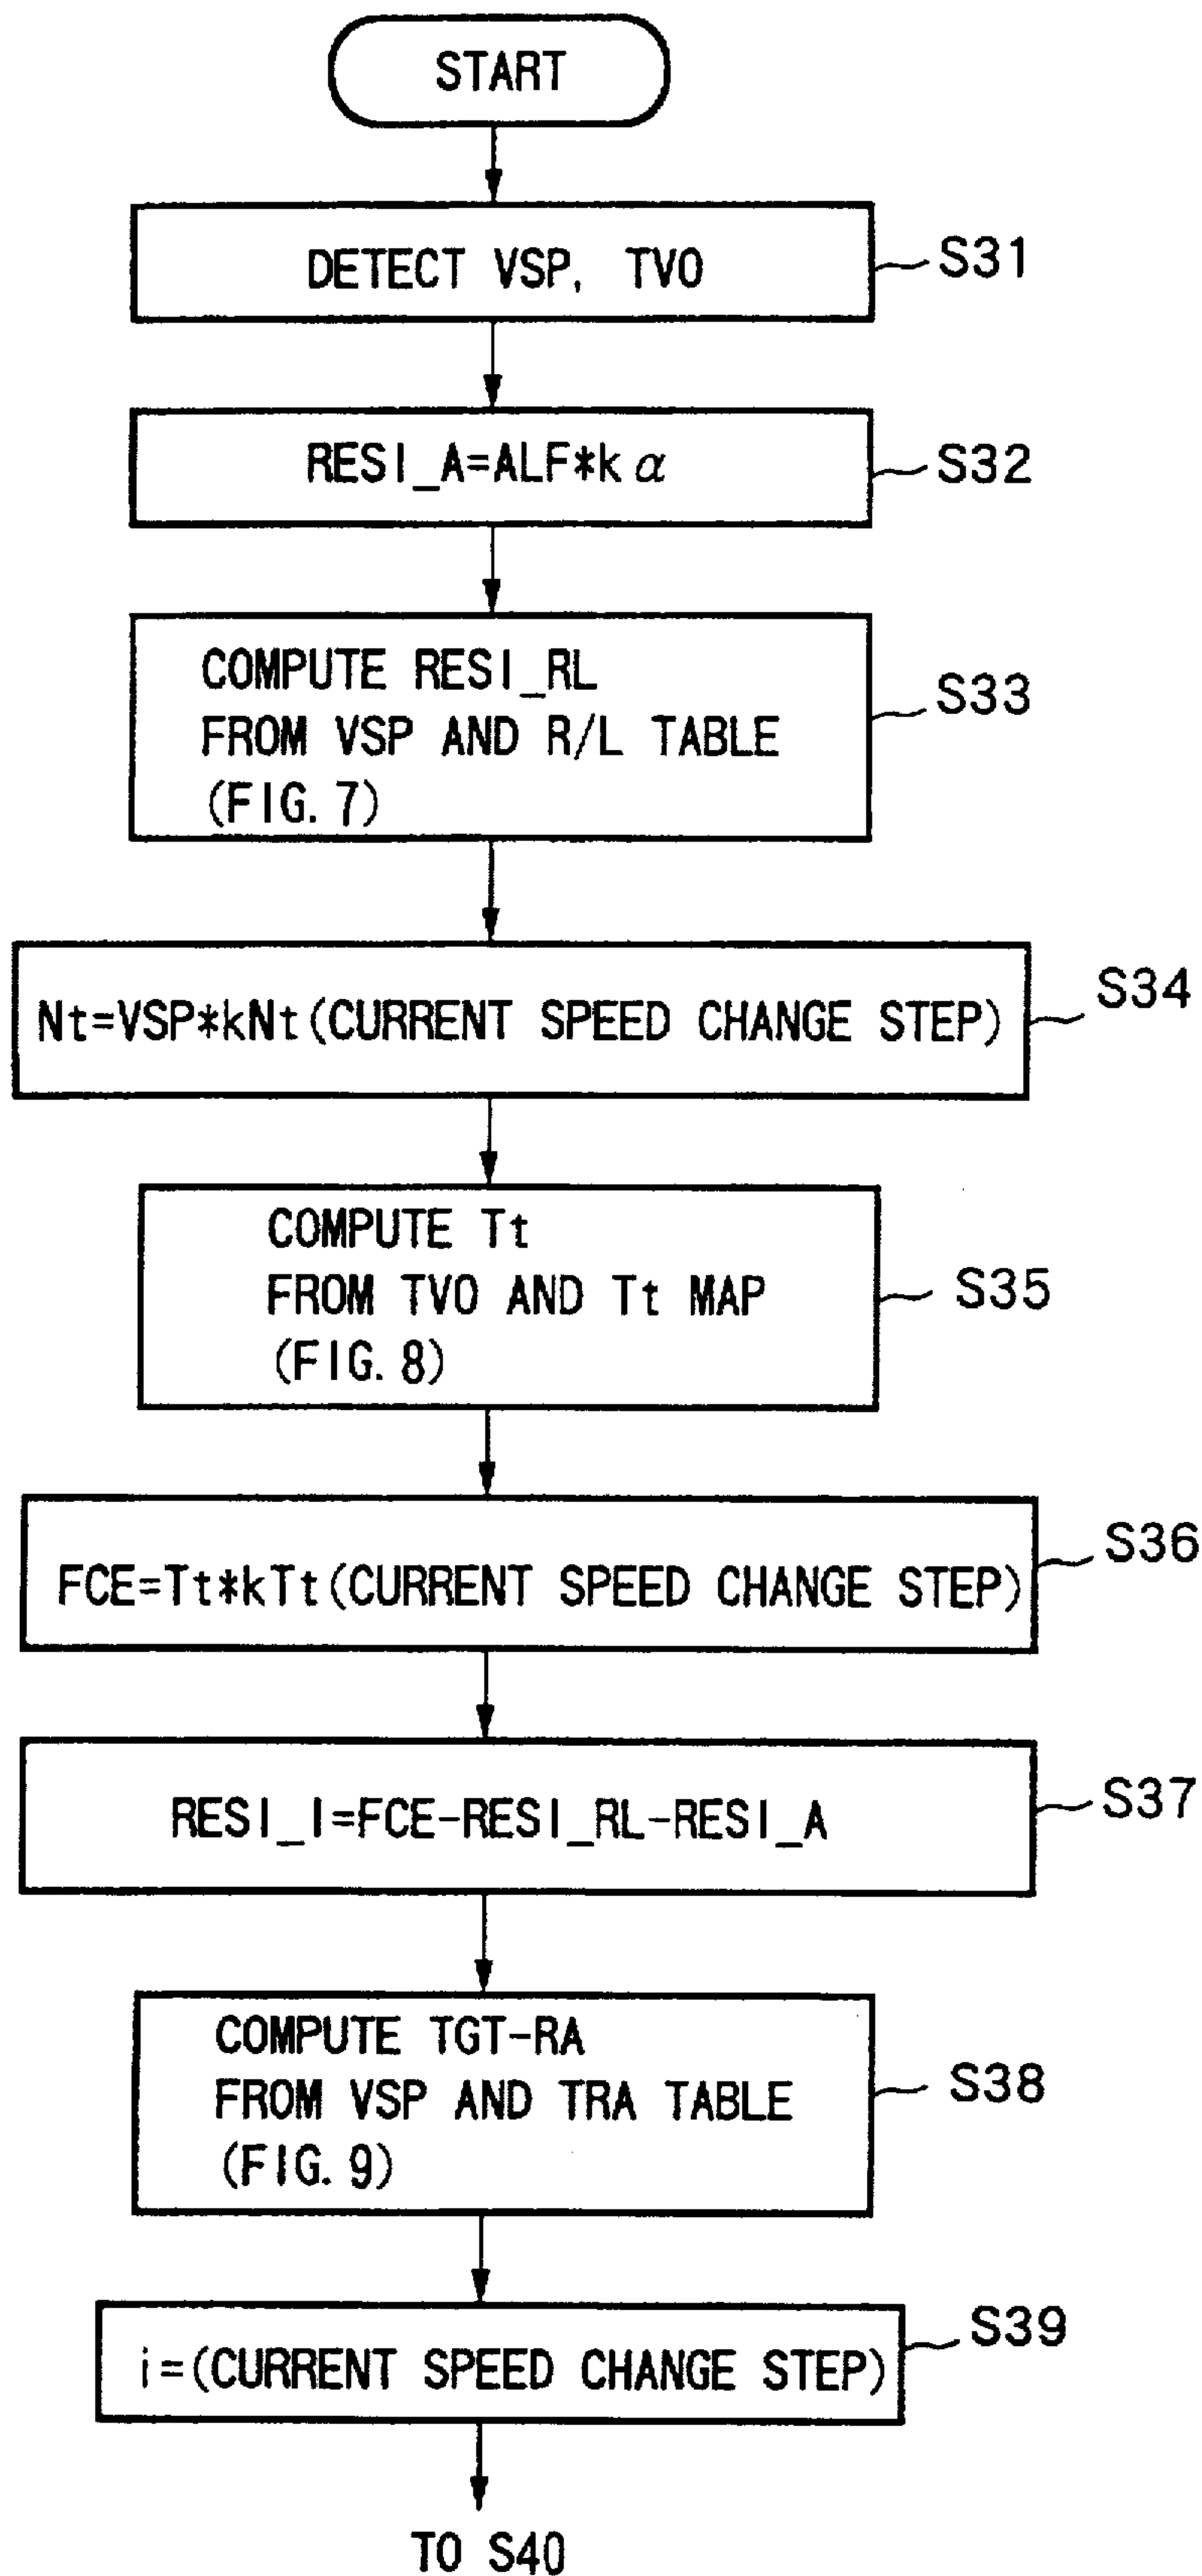 START
DETECT VSP, TVO
S31
RESI_A=ALF*kα
S32
COMPUTE RESI_RL
FROM VSP AND R/L TABLE
(FIG. 7)
S33
Nt=VSP*kNt(CURRENT SPEED CHANGE STEP)
S34
COMPUTE Tt
FROM TVO AND Tt MAP
(FIG. 8)
S35
FCE=Tt*kTt(CURRENT SPEED CHANGE STEP)
S36
RESI_I=FCE-RESI_RL-RESI_A
S37
COMPUTE TGT-RA
FROM VSP AND TRA TABLE
(FIG. 9)
S38
i=(CURRENT SPEED CHANGE STEP)
S39
TO S40